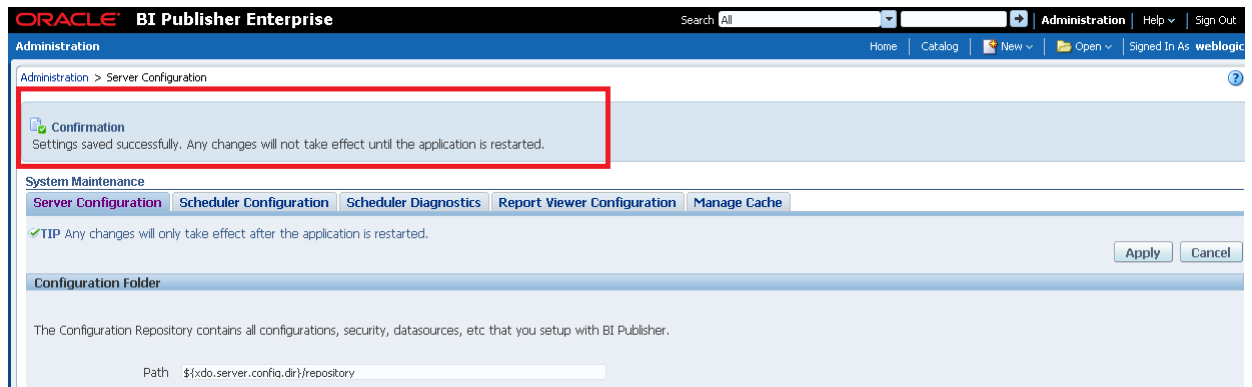 ORACLE BI Publisher Enterprise Search All Administration Help Sign Out
Administration Home Catalog New Open Signed In As weblogic
Administration > Server Configuration
Confirmation
Settings saved successfully. Any changes will not take effect until the application is restarted.
System Maintenance
Server Configuration Scheduler Configuration Scheduler Diagnostics Report Viewer Configuration Manage Cache
TIP Any changes will only take effect after the application is restarted.
Apply Cancel
Configuration Folder
The Configuration Repository contains all configurations, security, datasources, etc that you setup with BI Publisher.
Path ${xdo.server.config.dir}/repository